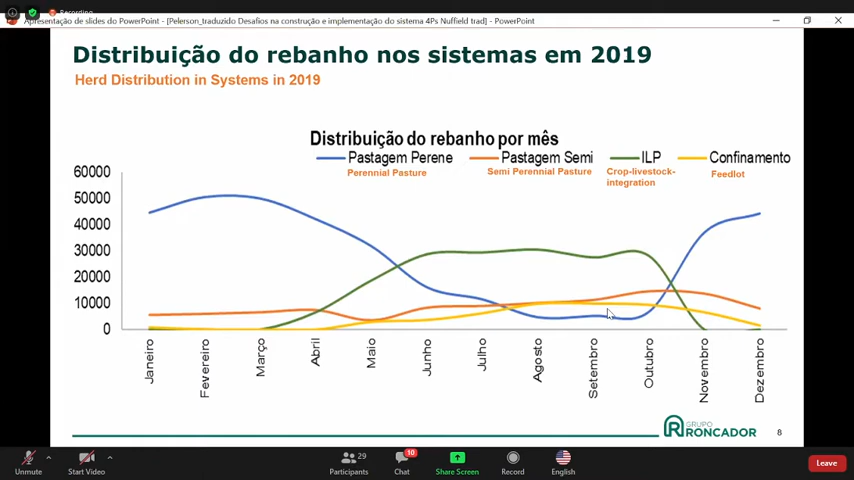 Recording
Apresentação de slides do PowerPoint - [Pelerson_traduzido Desafios na construção e implementação do sistema 4Ps Nuffield trad] - PowerPoint
Distribuição do rebanho nos sistemas em 2019
Herd Distribution in Systems in 2019
Distribuição do rebanho por mês
Pastagem Perene Pastagem Semi ILP Confinamento
Perennial Pasture Semi Perennial Pasture Crop-livestock-integration Feedlot
60000
50000
40000
30000
20000
10000
0
Janeiro Fevereiro Março Abril Maio Junho Julho Agosto Setembro Outubro Novembro Dezembro
GRUPO
RONCADOR
8
29 10
Unmute Start Video Participants Chat Share Screen Record English Leave